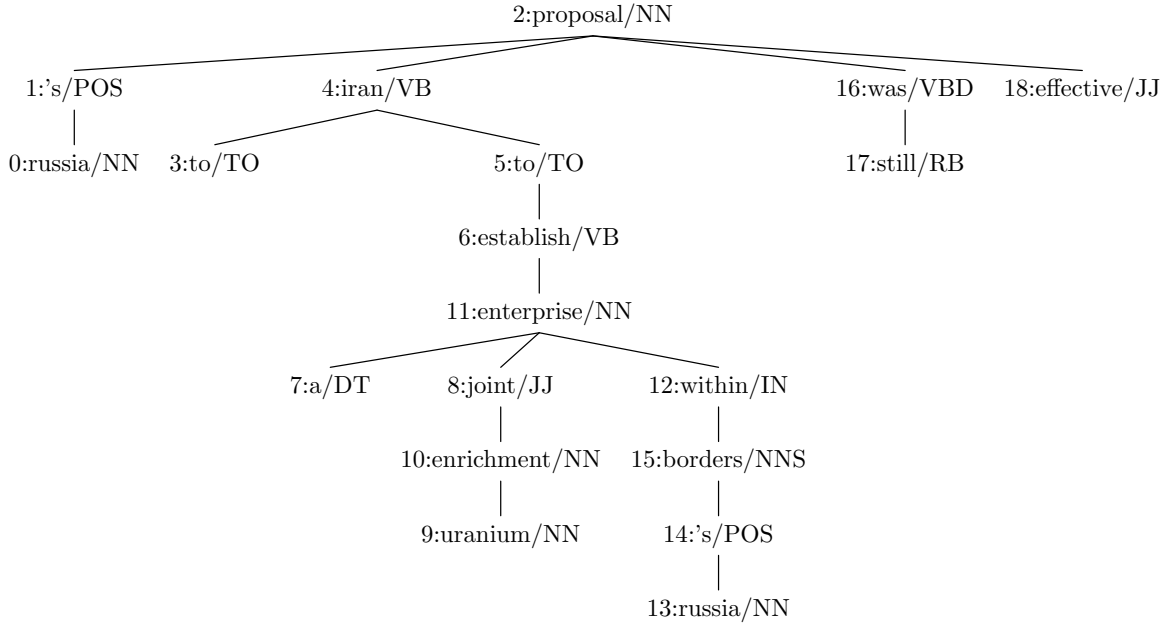 2:proposal/NN
1:'s/POS 4:iran/VB 16:was/VBD 18:effective/JJ
0:russia/NN 3:to/TO 5:to/TO 17:still/RB
6:establish/VB
11:enterprise/NN
7:a/DT 8:joint/JJ 12:within/IN
10:enrichment/NN 15:borders/NNS
9:uranium/NN 14:'s/POS
13:russia/NN